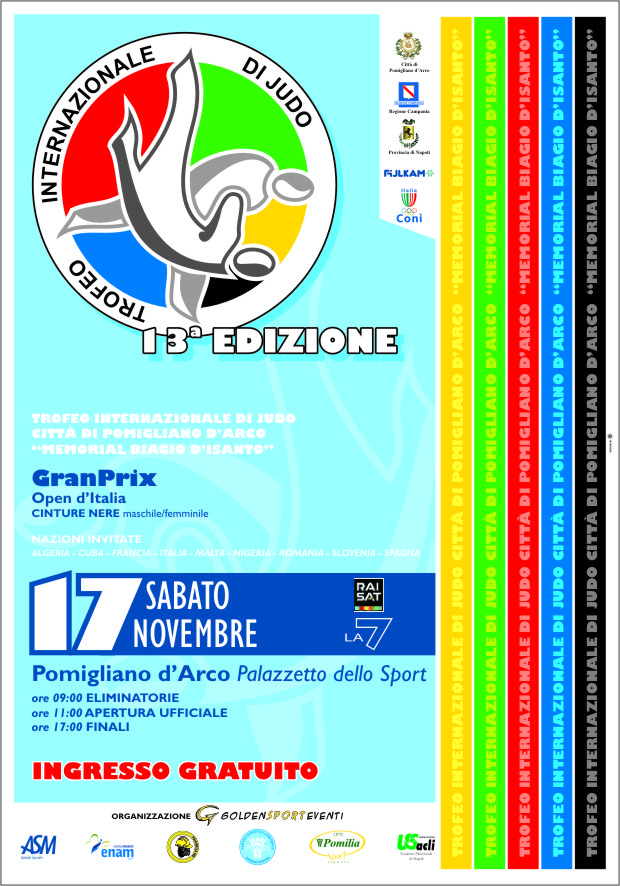 TROFEO INTERNAZIONALE DI JUDO
13ª EDIZIONE
Città di
Pomigliano d'Arco
Regione Campania
Provincia di Napoli
FIJLKAM
Italia
Coni
TROFEO INTERNAZIONALE DI JUDO
CITTÀ DI POMIGLIANO D'ARCO
“MEMORIAL BIAGIO D'ISANTO”
GranPrix
Open d'Italia
CINTURE NERE maschile/femminile
NAZIONI INVITATE
ALGERIA - CUBA - FRANCIA - ITALIA - MALTA - NIGERIA - ROMANIA - SLOVENIA - SPAGNA
17 SABATO
NOVEMBRE
RAI
SAT
LA 7
Pomigliano d'Arco Palazzetto dello Sport
ore 09:00 ELIMINATORIE
ore 11:00 APERTURA UFFICIALE
ore 17:00 FINALI
INGRESSO GRATUITO
ORGANIZZAZIONE GOLDENSPORTEVENTI
ASM
enam
Pomilia
US acli
TROFEO INTERNAZIONALE DI JUDO CITTÀ DI POMIGLIANO D'ARCO “MEMORIAL BIAGIO D'ISANTO”
TROFEO INTERNAZIONALE DI JUDO CITTÀ DI POMIGLIANO D'ARCO “MEMORIAL BIAGIO D'ISANTO”
TROFEO INTERNAZIONALE DI JUDO CITTÀ DI POMIGLIANO D'ARCO “MEMORIAL BIAGIO D'ISANTO”
TROFEO INTERNAZIONALE DI JUDO CITTÀ DI POMIGLIANO D'ARCO “MEMORIAL BIAGIO D'ISANTO”
TROFEO INTERNAZIONALE DI JUDO CITTÀ DI POMIGLIANO D'ARCO “MEMORIAL BIAGIO D'ISANTO”